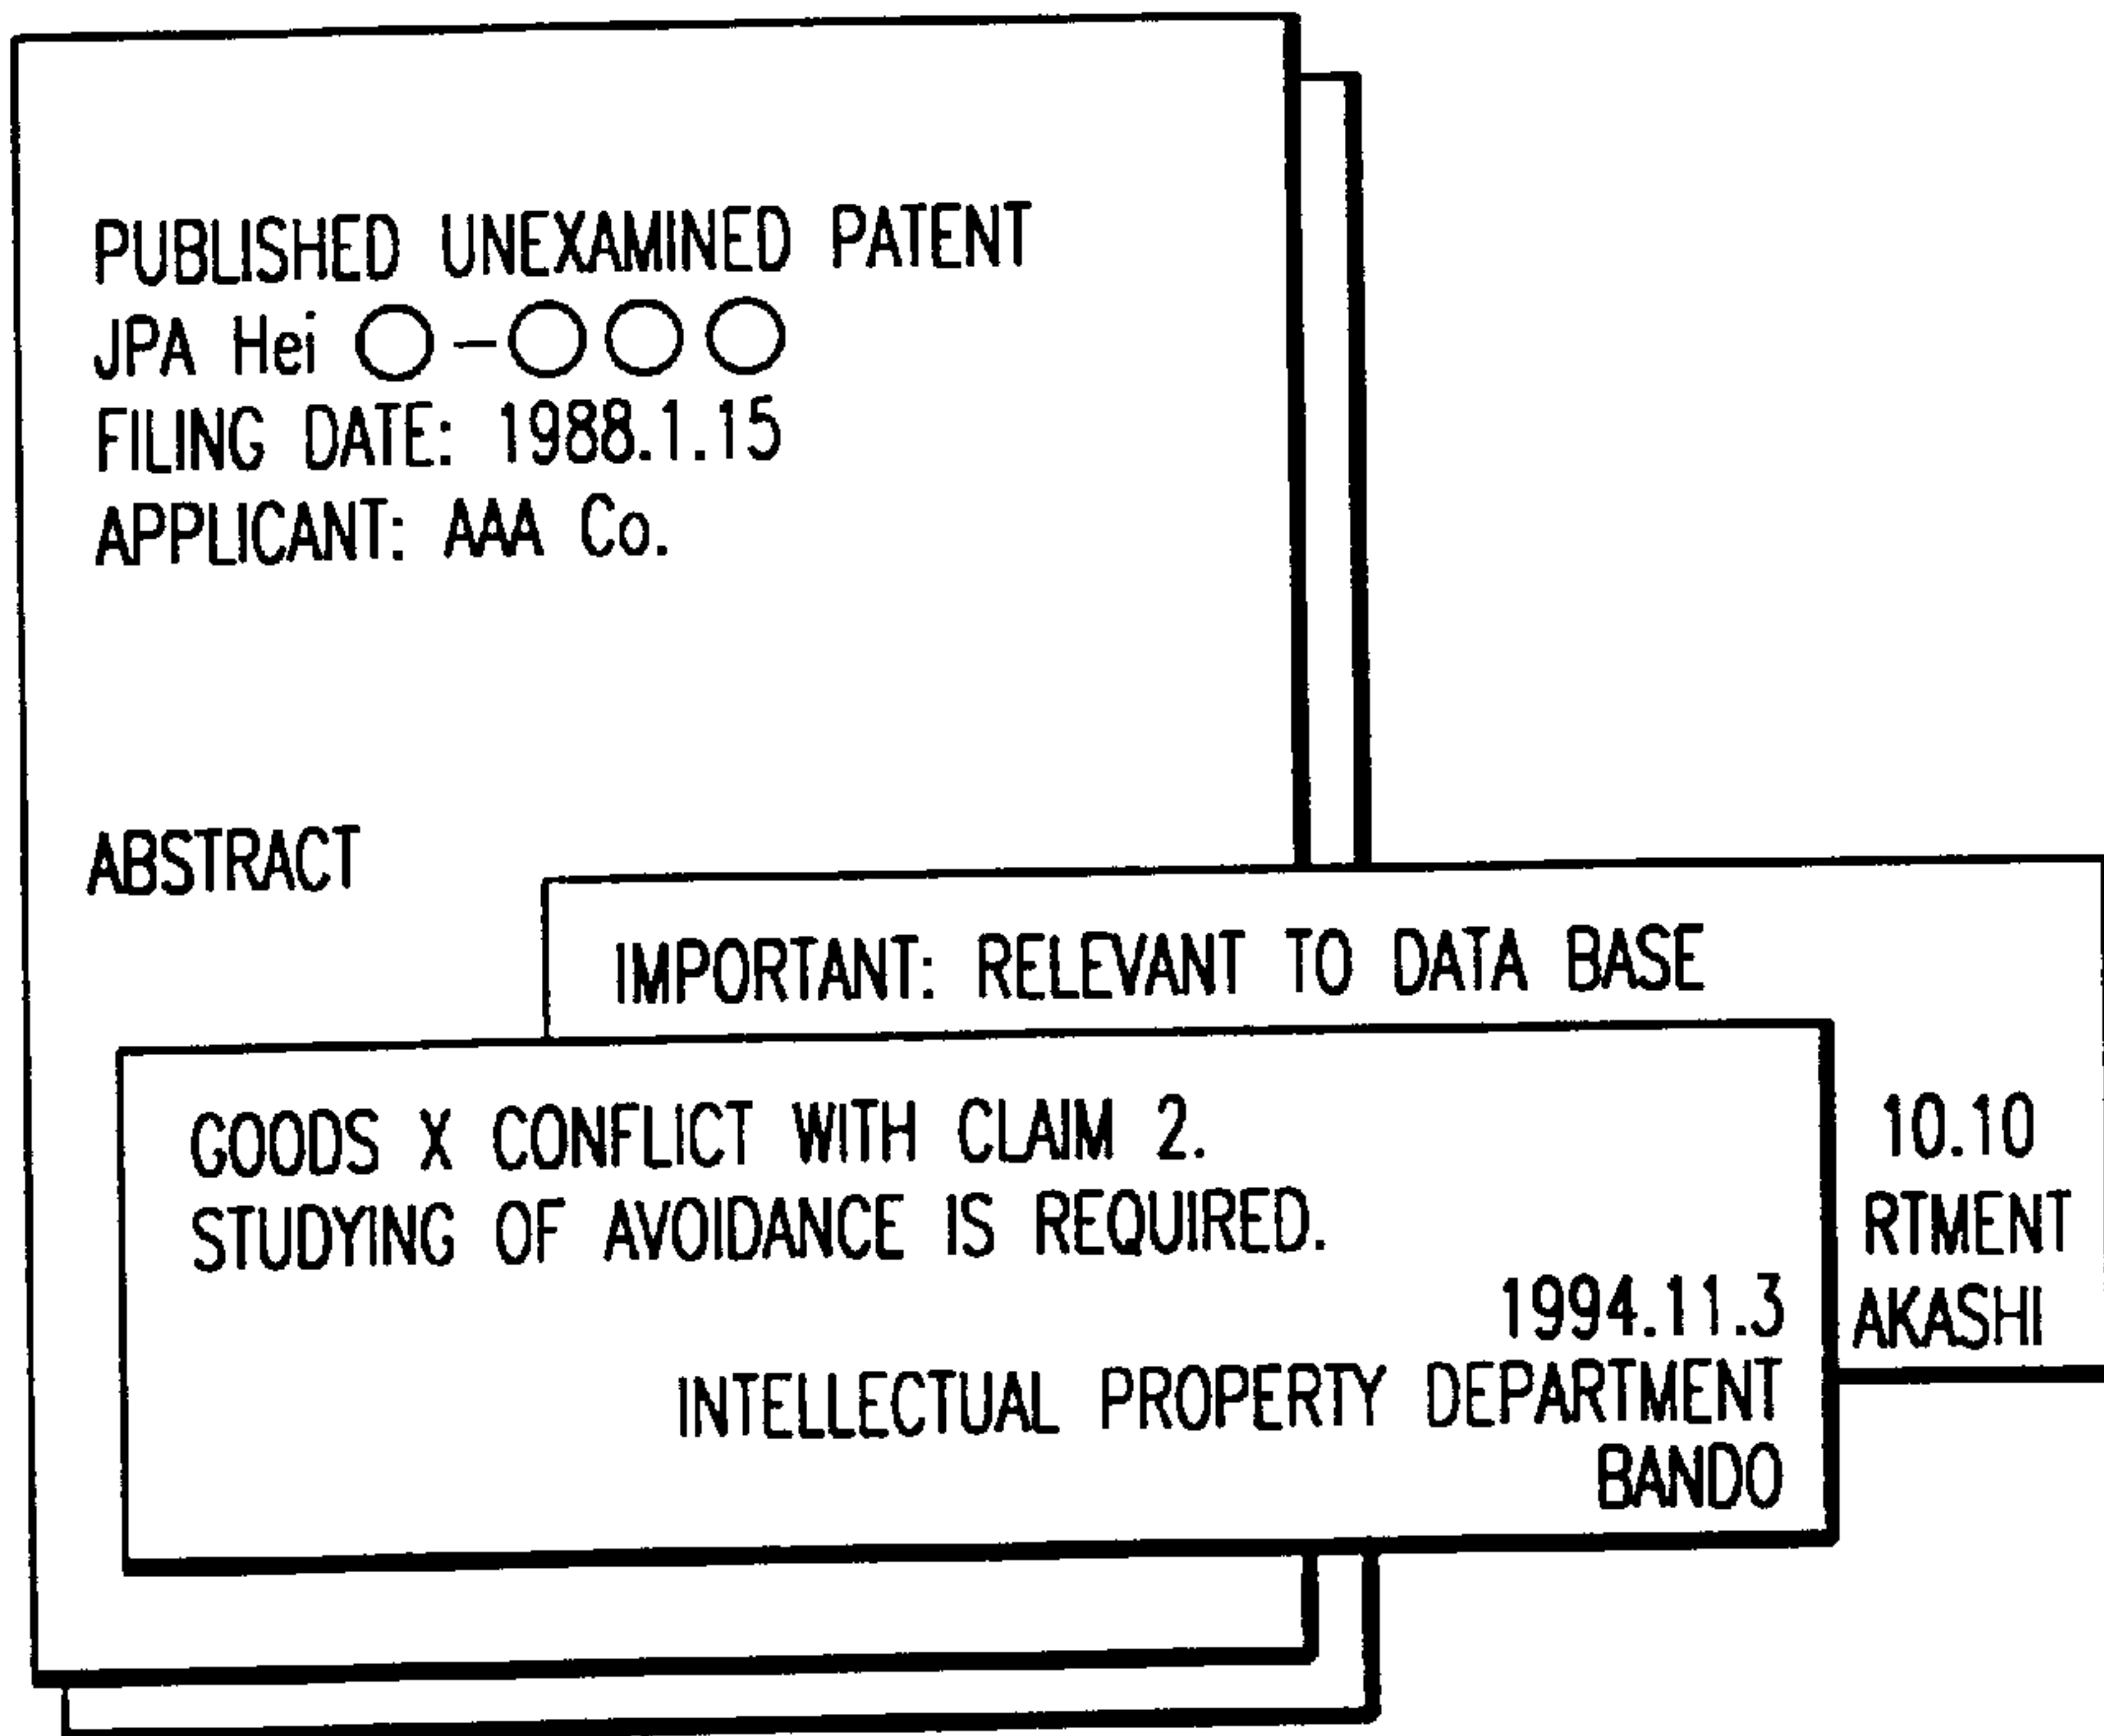 PUBLISHED UNEXAMINED PATENT
JPA Hei ○-○○○
FILING DATE: 1988.1.15
APPLICANT: AAA Co.
ABSTRACT
IMPORTANT: RELEVANT TO DATA BASE
10.10
RTMENT
AKASHI
GOODS X CONFLICT WITH CLAIM 2.
STUDYING OF AVOIDANCE IS REQUIRED.
1994.11.3
INTELLECTUAL PROPERTY DEPARTMENT
BANDO